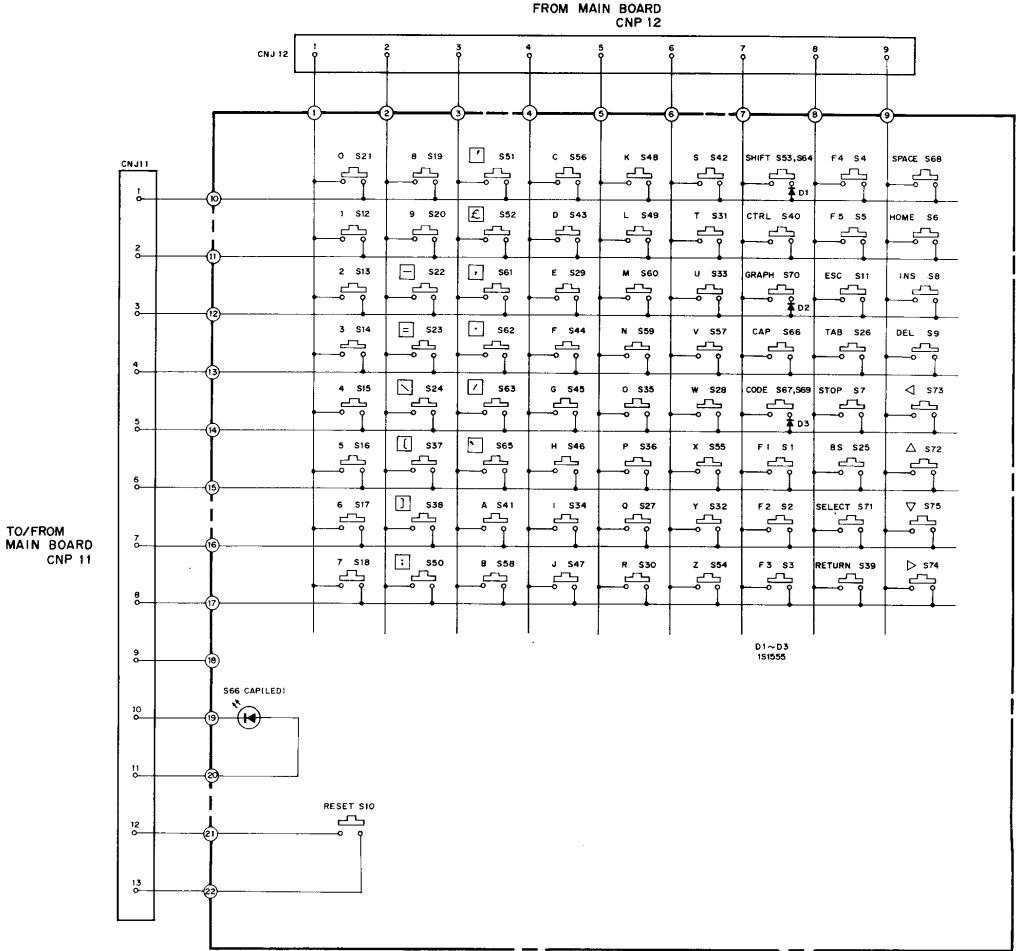 FROM MAIN BOARD
CNP 12
CNJ 12
1 2 3 4 5 6 7 8 9
1 2 3 4 5 6 7 8 9
CNJ11
0 S21 8 S19 ' S51 C S56 K S48 S S42 SHIFT S53,S64 F4 S4 SPACE S68
1
10
D1
1 S12 9 S20 £ S52 D S43 L S49 T S31 CTRL S40 F5 S5 HOME S6
2
11
2 S13 – S22 , S61 E S29 M S60 U S33 GRAPH S70 ESC S11 INS S8
3
12
D2
3 S14 = S23 . S62 F S44 N S59 V S57 CAP S66 TAB S26 DEL S9
4
13
4 S15 \ S24 / S63 G S45 O S35 W S28 CODE S67,S69 STOP S7 ◁ S73
5
14
D3
5 S16 [ S37 S65 H S46 P S36 X S55 F1 S1 BS S25 △ S72
6
15
6 S17 ] S38 A S41 I S34 Q S27 Y S32 F2 S2 SELECT S71 ▽ S75
TO/FROM
MAIN BOARD
CNP 11
7
16
7 S18 ; S50 B S58 J S47 R S30 Z S54 F3 S3 RETURN S39 ▷ S74
8
17
D1~D3
1S1555
9
18
S66 CAP(LED)
10
19
11
20
RESET S10
12
21
13
22